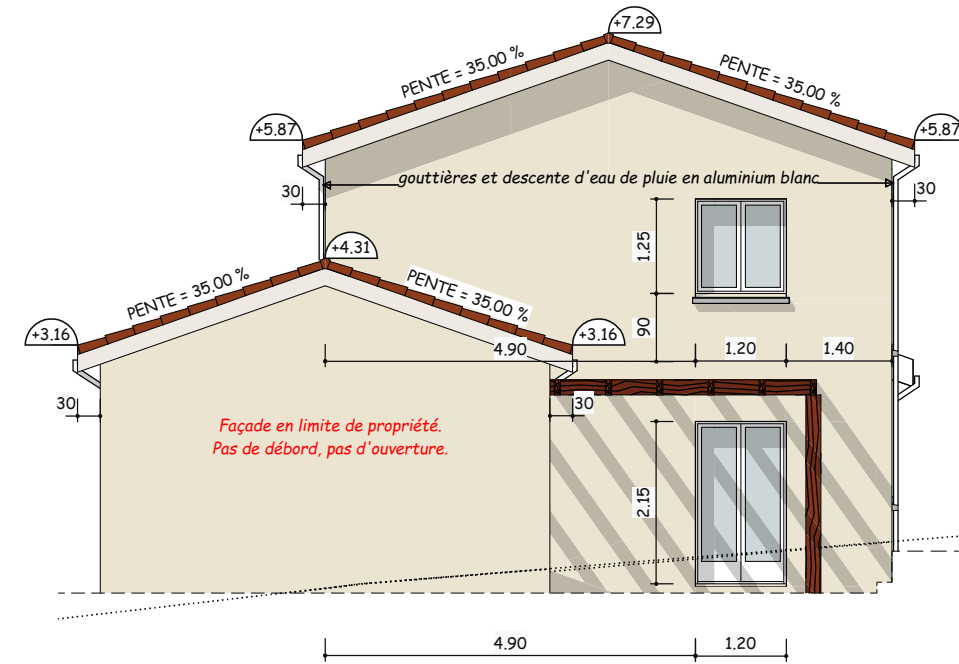 +7.29
PENTE = 35.00 %
PENTE = 35.00 %
+5.87
+5.87
gouttières et descente d'eau de pluie en aluminium blanc
30
30
1.25
+4.31
PENTE = 35.00 %
PENTE = 35.00 %
90
+3.16
+3.16
4.90
1.20
1.40
30
30
Façade en limite de propriété.
Pas de débord, pas d'ouverture.
2.15
4.90
1.20